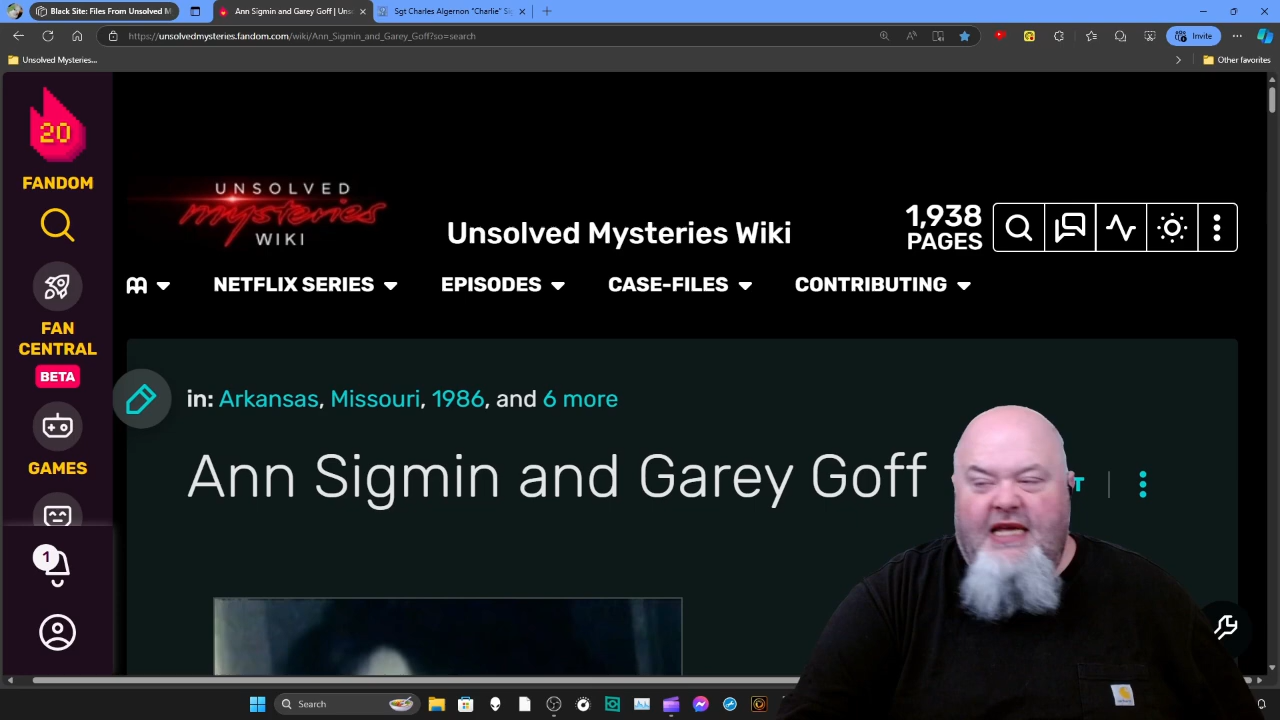 Black Site: Files From Unsolved M
Ann Sigmin and Garey Goff | Uns
Sgt Charles Algernon "Charlie" Si
https://unsolvedmysteries.fandom.com/wiki/Ann_Sigmin_and_Garey_Goff?so=search
Invite
Unsolved Mysteries...
Other favorites
20
FANDOM
FAN
CENTRAL
BETA
GAMES
1
UNSOLVED
mysteries
WIKI
Unsolved Mysteries Wiki
1,938
PAGES
NETFLIX SERIES
EPISODES
CASE-FILES
CONTRIBUTING
in: Arkansas, Missouri, 1986, and 6 more
Ann Sigmin and Garey Goff
T
Search